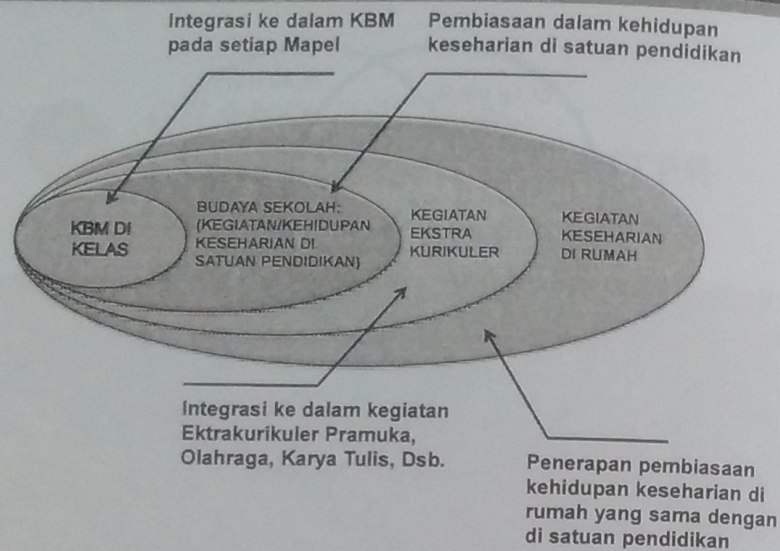 Integrasi ke dalam KBM
pada setiap Mapel
Pembiasaan dalam kehidupan
keseharian di satuan pendidikan
KBM DI
KELAS
BUDAYA SEKOLAH:
(KEGIATAN/KEHIDUPAN
KESEHARIAN DI
SATUAN PENDIDIKAN)
KEGIATAN
EKSTRA
KURIKULER
KEGIATAN
KESEHARIAN
DI RUMAH
Integrasi ke dalam kegiatan
Ektrakurikuler Pramuka,
Olahraga, Karya Tulis, Dsb.
Penerapan pembiasaan
kehidupan keseharian di
rumah yang sama dengan
di satuan pendidikan